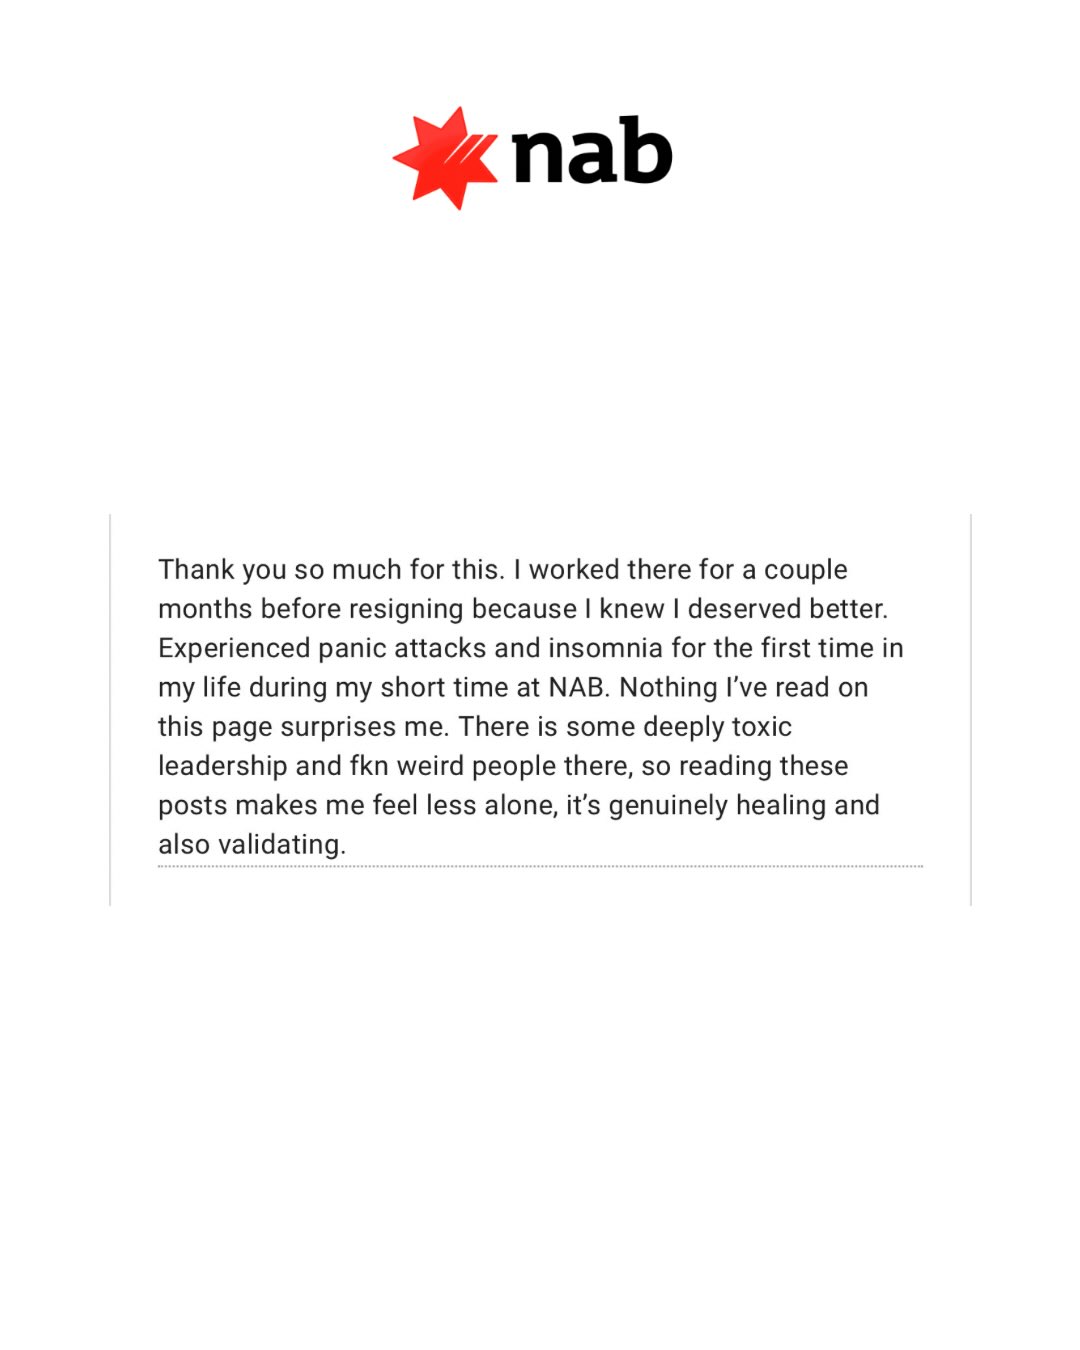 nab
Thank you so much for this. I worked there for a couple
months before resigning because I knew I deserved better.
Experienced panic attacks and insomnia for the first time in
my life during my short time at NAB. Nothing I’ve read on
this page surprises me. There is some deeply toxic
leadership and fkn weird people there, so reading these
posts makes me feel less alone, it’s genuinely healing and
also validating.